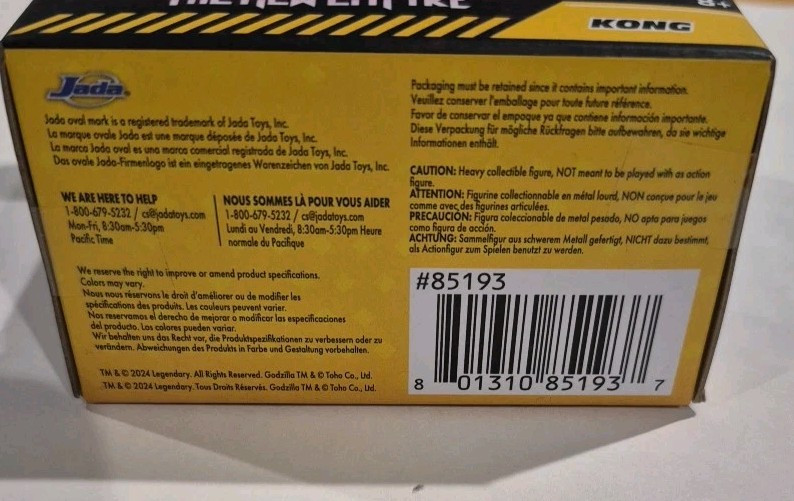 8+
KONG
Jada
Jada oval mark is a registered trademark of Jada Toys, Inc.
La marque ovale Jada est une marque déposée de Jada Toys, Inc.
La marca Jada oval es una marca comercial registrada de Jada Toys, Inc.
Das ovale Jada-Firmenlogo ist ein eingetragenes Warenzeichen von Jada Toys, Inc.
WE ARE HERE TO HELP
1-800-679-5232 / cs@jadatoys.com
Mon-Fri, 8:30am-5:30pm
Pacific Time
NOUS SOMMES LÀ POUR VOUS AIDER
1-800-679-5232 / cs@jadatoys.com
Lundi au Vendredi, 8:30am-5:30pm Heure
normale du Pacifique
We reserve the right to improve or amend product specifications.
Colors may vary.
Nous nous réservons le droit d'améliorer ou de modifier les
spécifications des produits. Les couleurs peuvent varier.
Nos reservamos el derecho de mejorar o modificar las especificaciones
del producto. Los colores pueden variar.
Wir behalten uns das Recht vor, die Produktspezifikationen zu verbessern oder zu
verändern. Abweichungen des Produkts in Farbe und Gestaltung vorbehalten.
TM & © 2024 Legendary. All Rights Reserved. Godzilla TM & © Toho Co., Ltd.
TM & © 2024 Legendary. Tous Droits Réservés. Godzilla TM & © Toho Co., Ltd.
Packaging must be retained since it contains important information.
Veuillez conserver l'emballage pour toute future référence.
Favor de conservar el empaque ya que contiene información importante.
Diese Verpackung für mögliche Rückfragen bitte aufbewahren, da sie wichtige
Informationen enthält.
CAUTION: Heavy collectible figure, NOT meant to be played with as action
figure.
ATTENTION: Figurine collectionnable en métal lourd, NON conçue pour le jeu
comme avec des figurines articulées.
PRECAUCIÓN: Figura coleccionable de metal pesado, NO apta para juegos
como figura de acción.
ACHTUNG: Sammelfigur aus schwerem Metall gefertigt, NICHT dazu bestimmt,
als Actionfigur zum Spielen benutzt zu werden.
#85193
8 01310 85193 7